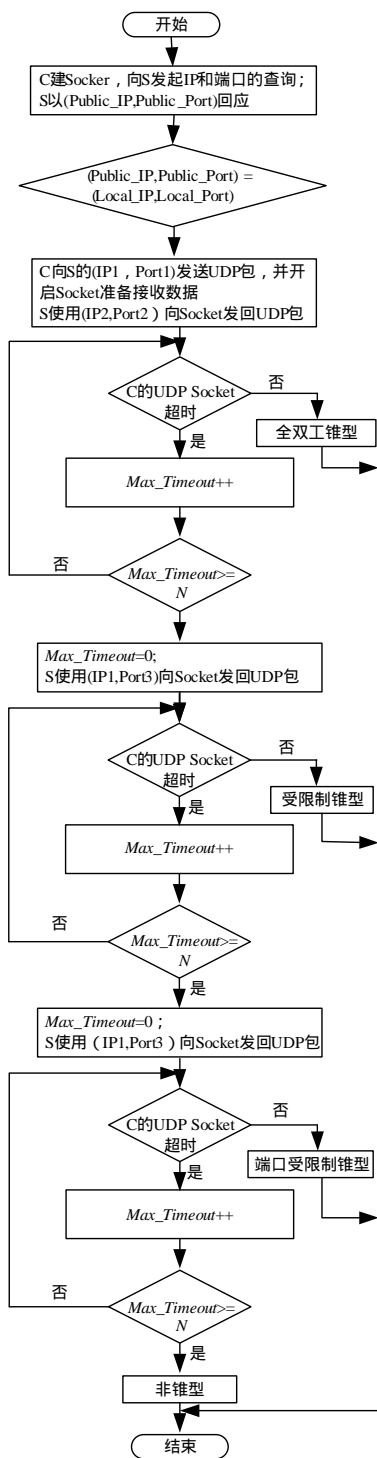 开始
C建Socker，向S发起IP和端口的查询；
S以(Public_IP,Public_Port)回应
(Public_IP,Public_Port) =
(Local_IP,Local_Port)
C向S的(IP1，Port1)发送UDP包，并开
启Socket准备接收数据
S使用(IP2,Port2）向Socket发回UDP包
C的UDP Socket
超时
否
全双工锥型
是
Max_Timeout++
否
Max_Timeout>=
N
Max_Timeout=0;
S使用(IP1,Port3)向Socket发回UDP包
C的UDP Socket
超时
否
受限制锥型
是
Max_Timeout++
否
Max_Timeout>=
N
是
Max_Timeout=0；
S使用（IP1,Port3）向Socket发回UDP包
C的UDP Socket
超时
否
端口受限制锥型
是
Max_Timeout++
否
Max_Timeout>=
N
是
非锥型
结束